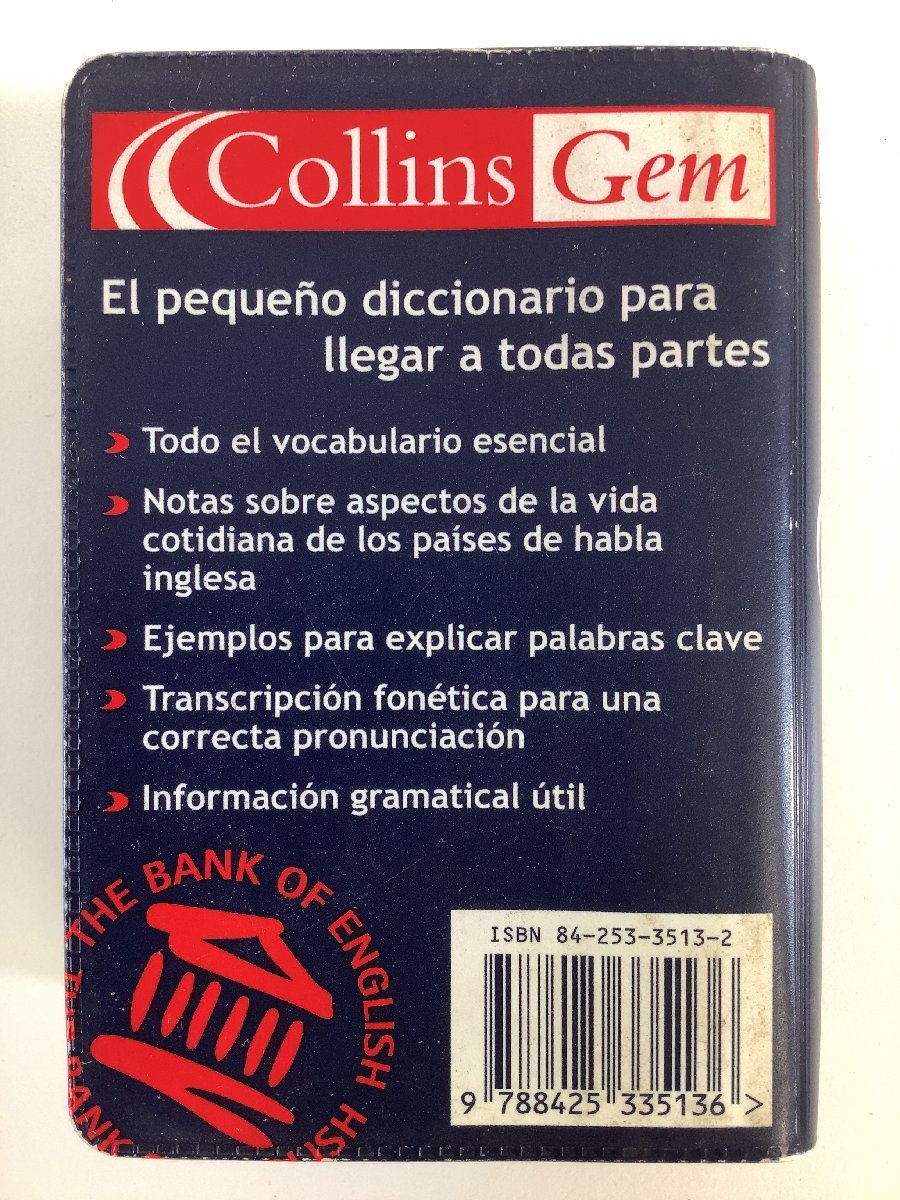 Collins Gem
El pequeño diccionario para
llegar a todas partes
Todo el vocabulario esencial
Notas sobre aspectos de la vida
cotidiana de los países de habla
inglesa
Ejemplos para explicar palabras clave
Transcripción fonética para una
correcta pronunciación
Información gramatical útil
THE BANK OF ENGLISH
ISBN 84-253-3513-2
9 788425 335136 >